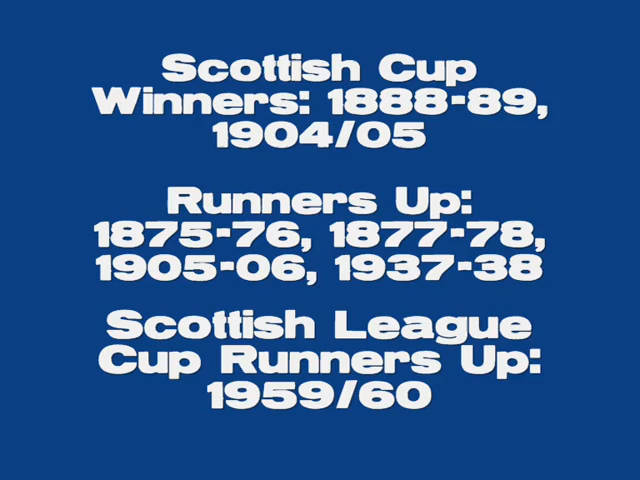 Scottish Cup
Winners: 1888-89,
1904/05
Runners Up:
1875-76, 1877-78,
1905-06, 1937-38
Scottish League
Cup Runners Up:
1959/60